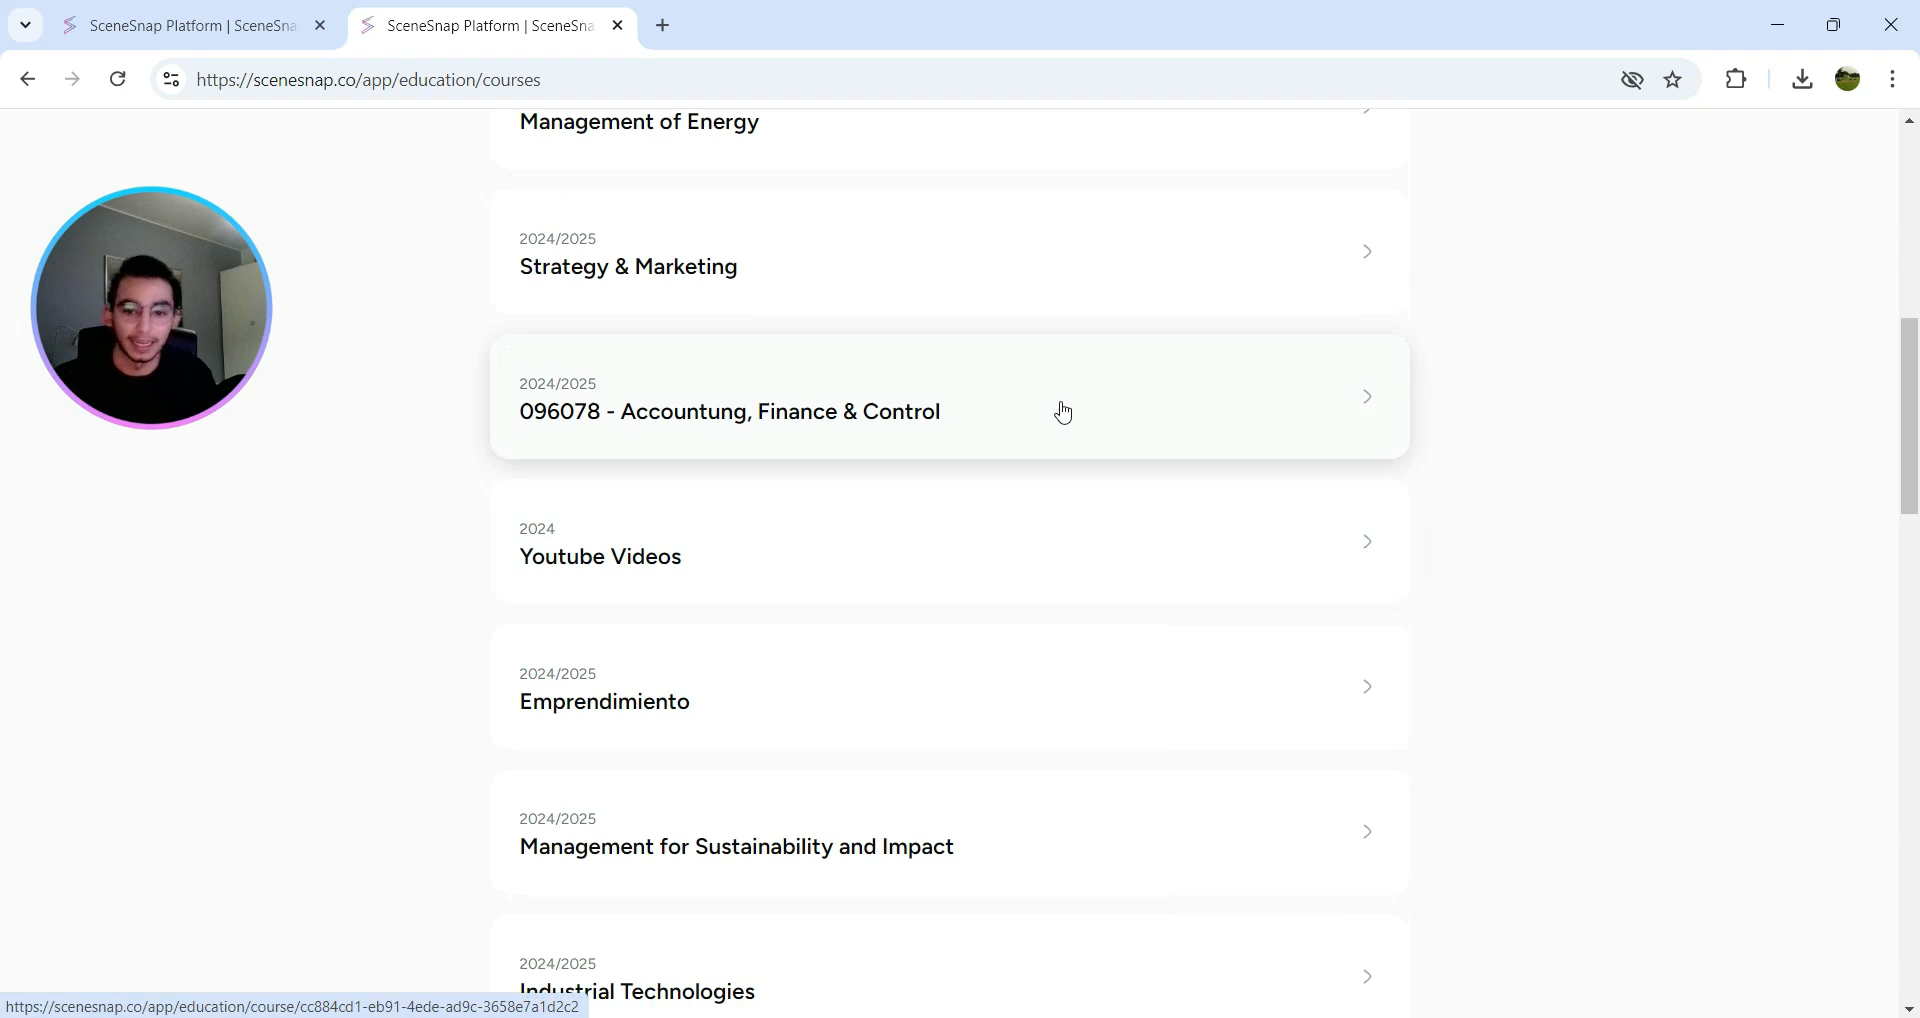 SceneSnap Platform | SceneSna
SceneSnap Platform | SceneSna
https://scenesnap.co/app/education/courses
Management of Energy
2024/2025
Strategy & Marketing
2024/2025
096078 - Accountung, Finance & Control
2024
Youtube Videos
2024/2025
Emprendimiento
2024/2025
Management for Sustainability and Impact
2024/2025
Industrial Technologies
https://scenesnap.co/app/education/course/cc884cd1-eb91-4ede-ad9c-3658e7a1d2c2